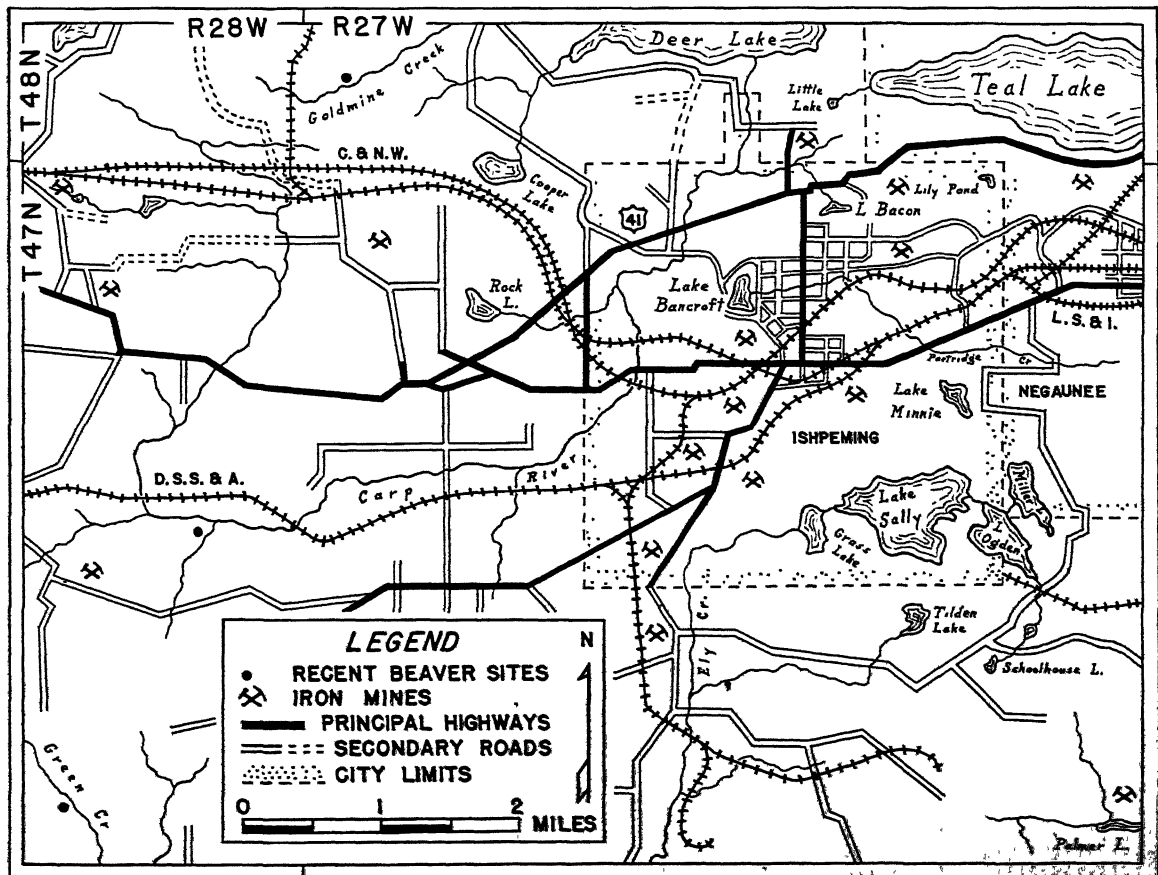 R28W
R27W
T48N
T47N
Deer Lake
Teal Lake
Little
Lake
Goldmine Creek
C. & N.W.
Cooper
Lake
41
Lily Pond
L Bacon
Rock
L.
Lake
Bancroft
L. S. & I.
Partridge Cr.
Lake
Minnie
NEGAUNEE
ISHPEMING
D.S.S. & A.
Carp River
Lake
Sally
Grass
Lake
L
Ogden
Ely Cr.
Tilden
Lake
Schoolhouse L.
Green Cr
Palmer L.
LEGEND
N
RECENT BEAVER SITES
IRON MINES
PRINCIPAL HIGHWAYS
SECONDARY ROADS
CITY LIMITS
0 1 2
MILES